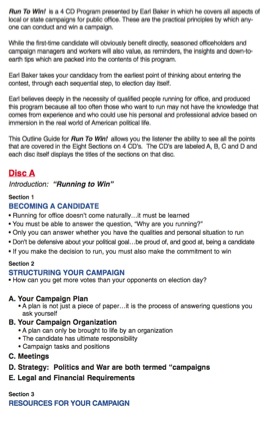 Run To Win! is a 4 CD Program presented by Earl Baker in which he covers all aspects of
local or state campaigns for public office. These are the practical principles by which any-
one can conduct and win a campaign.
While the first-time candidate will obviously benefit directly, seasoned officeholders and
campaign managers and workers will also value, as reminders, the insights and down-to-
earth tips which are packed into the contents of this program.
Earl Baker takes your candidacy from the earliest point of thinking about entering the
contest, through each sequential step, to election day itself.
Earl believes deeply in the necessity of qualified people running for office, and produced
this program because all too often those who want to run may not have the knowledge that
comes from experience and who could use his personal and professional advice based on
immersion in the real world of American political life.
This Outline Guide for Run To Win! allows you the listener the ability to see all the points
that are covered in the Eight Sections on 4 CD's. The CD's are labeled A, B, C and D and
each disc itself displays the titles of the sections on that disc.
Disc A
Introduction: "Running to Win"
Section 1
BECOMING A CANDIDATE
• Running for office doesn't come naturally...it must be learned
• You must be able to answer the question, "Why are you running?"
• Only you can answer whether you have the qualities and personal situation to run
• Don't be defensive about your political goal...be proud of, and good at, being a candidate
• If you make the decision to run, you must also make the commitment to win
Section 2
STRUCTURING YOUR CAMPAIGN
• How can you get more votes than your opponents on election day?
A. Your Campaign Plan
• A plan is not just a piece of paper...it is the process of answering questions you
ask yourself
B. Your Campaign Organization
• A plan can only be brought to life by an organization
• The candidate has ultimate responsibility
• Campaign tasks and positions
C. Meetings
D. Strategy: Politics and War are both termed "campaigns
E. Legal and Financial Requirements
Section 3
RESOURCES FOR YOUR CAMPAIGN